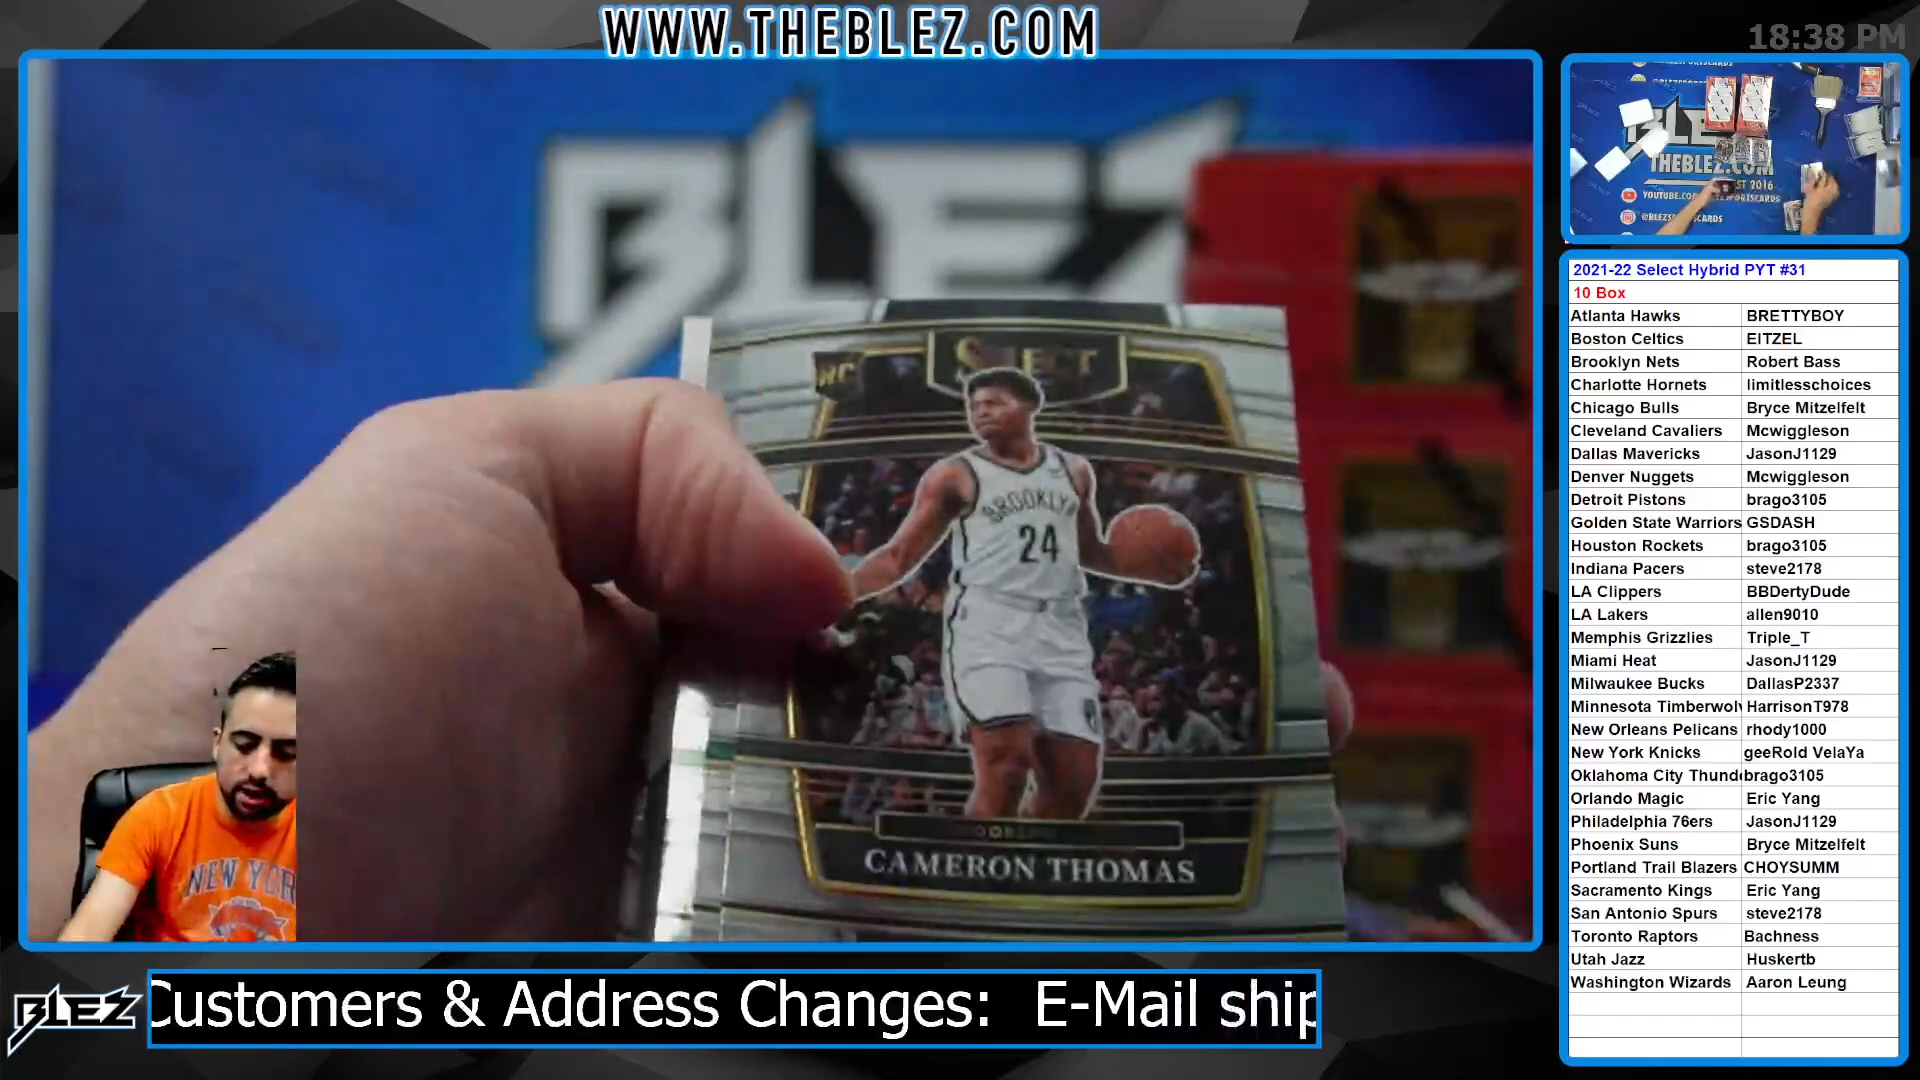 WWW.THEBLEZ.COM
18:38 PM
BLEZ
SELECT
RC
BROOKLYN
24
CAMERON THOMAS
NEW YORK
THEBLEZ.COM
2021-22 Select Hybrid PYT #31
10 Box
Atlanta Hawks BRETTYBOY
Boston Celtics EITZEL
Brooklyn Nets Robert Bass
Charlotte Hornets limitlesschoices
Chicago Bulls Bryce Mitzelfelt
Cleveland Cavaliers Mcwiggleson
Dallas Mavericks JasonJ1129
Denver Nuggets Mcwiggleson
Detroit Pistons brago3105
Golden State Warriors GSDASH
Houston Rockets brago3105
Indiana Pacers steve2178
LA Clippers BBDertyDude
LA Lakers allen9010
Memphis Grizzlies Triple_T
Miami Heat JasonJ1129
Milwaukee Bucks DallasP2337
Minnesota Timberwolv HarrisonT978
New Orleans Pelicans rhody1000
New York Knicks geeRold VelaYa
Oklahoma City Thund brago3105
Orlando Magic Eric Yang
Philadelphia 76ers JasonJ1129
Phoenix Suns Bryce Mitzelfelt
Portland Trail Blazers CHOYSUMM
Sacramento Kings Eric Yang
San Antonio Spurs steve2178
Toronto Raptors Bachness
Utah Jazz Huskertb
Washington Wizards Aaron Leung
BLEZ
Customers & Address Changes: E-Mail ship